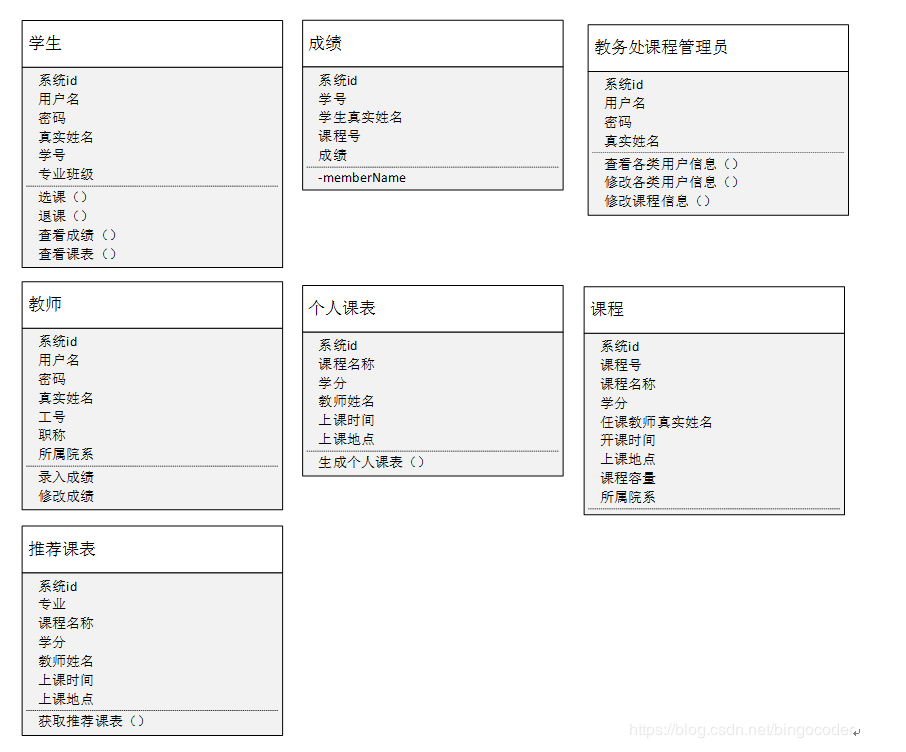 学生
系统id
用户名
密码
真实姓名
学号
专业班级
选课（）
退课（）
查看成绩（）
查看课表（）
成绩
系统id
学号
学生真实姓名
课程号
成绩
-memberName
教务处课程管理员
系统id
用户名
密码
真实姓名
查看各类用户信息（）
修改各类用户信息（）
修改课程信息（）
教师
系统id
用户名
密码
真实姓名
工号
职称
所属院系
录入成绩
修改成绩
个人课表
系统id
课程名称
学分
教师姓名
上课时间
上课地点
生成个人课表（）
课程
系统id
课程号
课程名称
学分
任课教师真实姓名
开课时间
上课地点
课程容量
所属院系
推荐课表
系统id
专业
课程名称
学分
教师姓名
上课时间
上课地点
获取推荐课表（）
https://blog.csdn.net/bingocoder